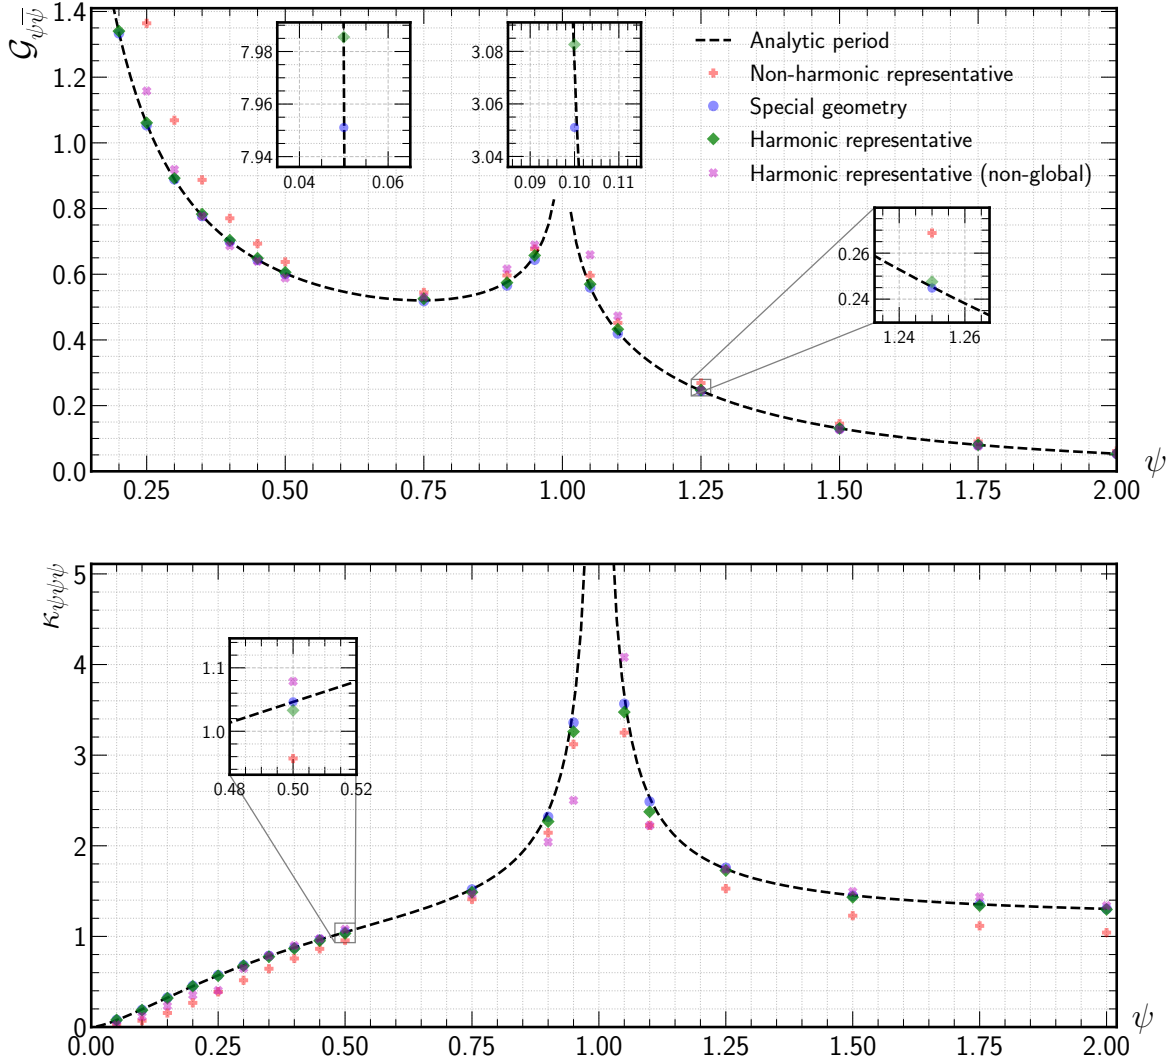 𝒢_{ψψ̅}
1.4
1.2
1.0
0.8
0.6
0.4
0.2
0.0
7.98
7.96
7.94
0.04 0.06
3.08
3.06
3.04
0.09 0.10 0.11
Analytic period
Non-harmonic representative
Special geometry
Harmonic representative
Harmonic representative (non-global)
0.26
0.24
1.24 1.26
0.25 0.50 0.75 1.00 1.25 1.50 1.75 2.00
ψ
κ_{ψψψ}
5
4
3
2
1
0
1.1
1.0
0.48 0.50 0.52
0.00 0.25 0.50 0.75 1.00 1.25 1.50 1.75 2.00
ψ